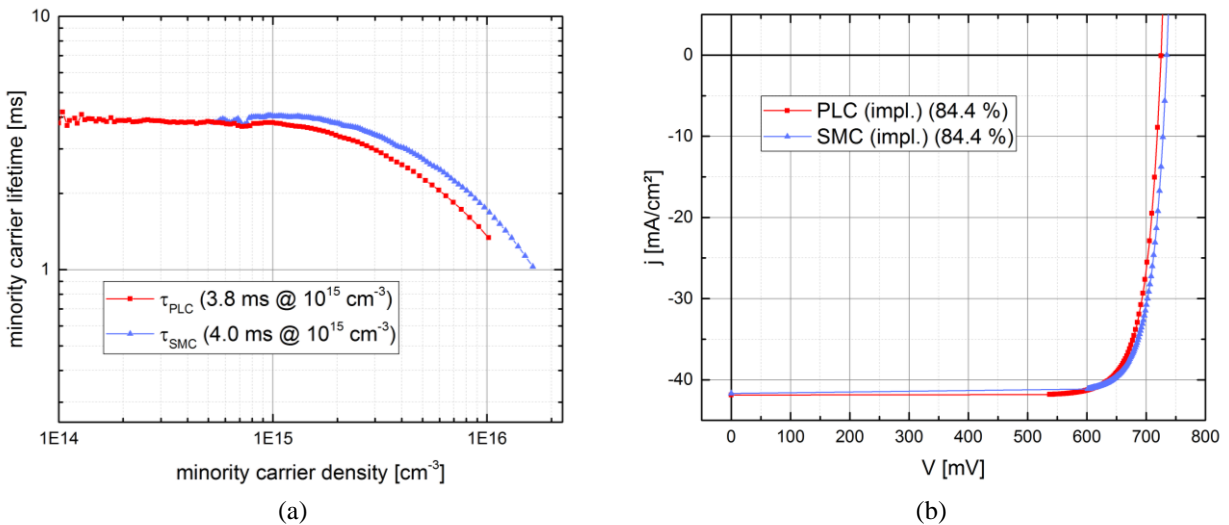 10
1
minority carrier lifetime [ms]
τPLC (3.8 ms @ 10¹⁵ cm⁻³)
τSMC (4.0 ms @ 10¹⁵ cm⁻³)
1E14 1E15 1E16
minority carrier density [cm⁻³]
(a)
0
-10
-20
-30
-40
j [mA/cm²]
PLC (impl.) (84.4 %)
SMC (impl.) (84.4 %)
0 100 200 300 400 500 600 700 800
V [mV]
(b)